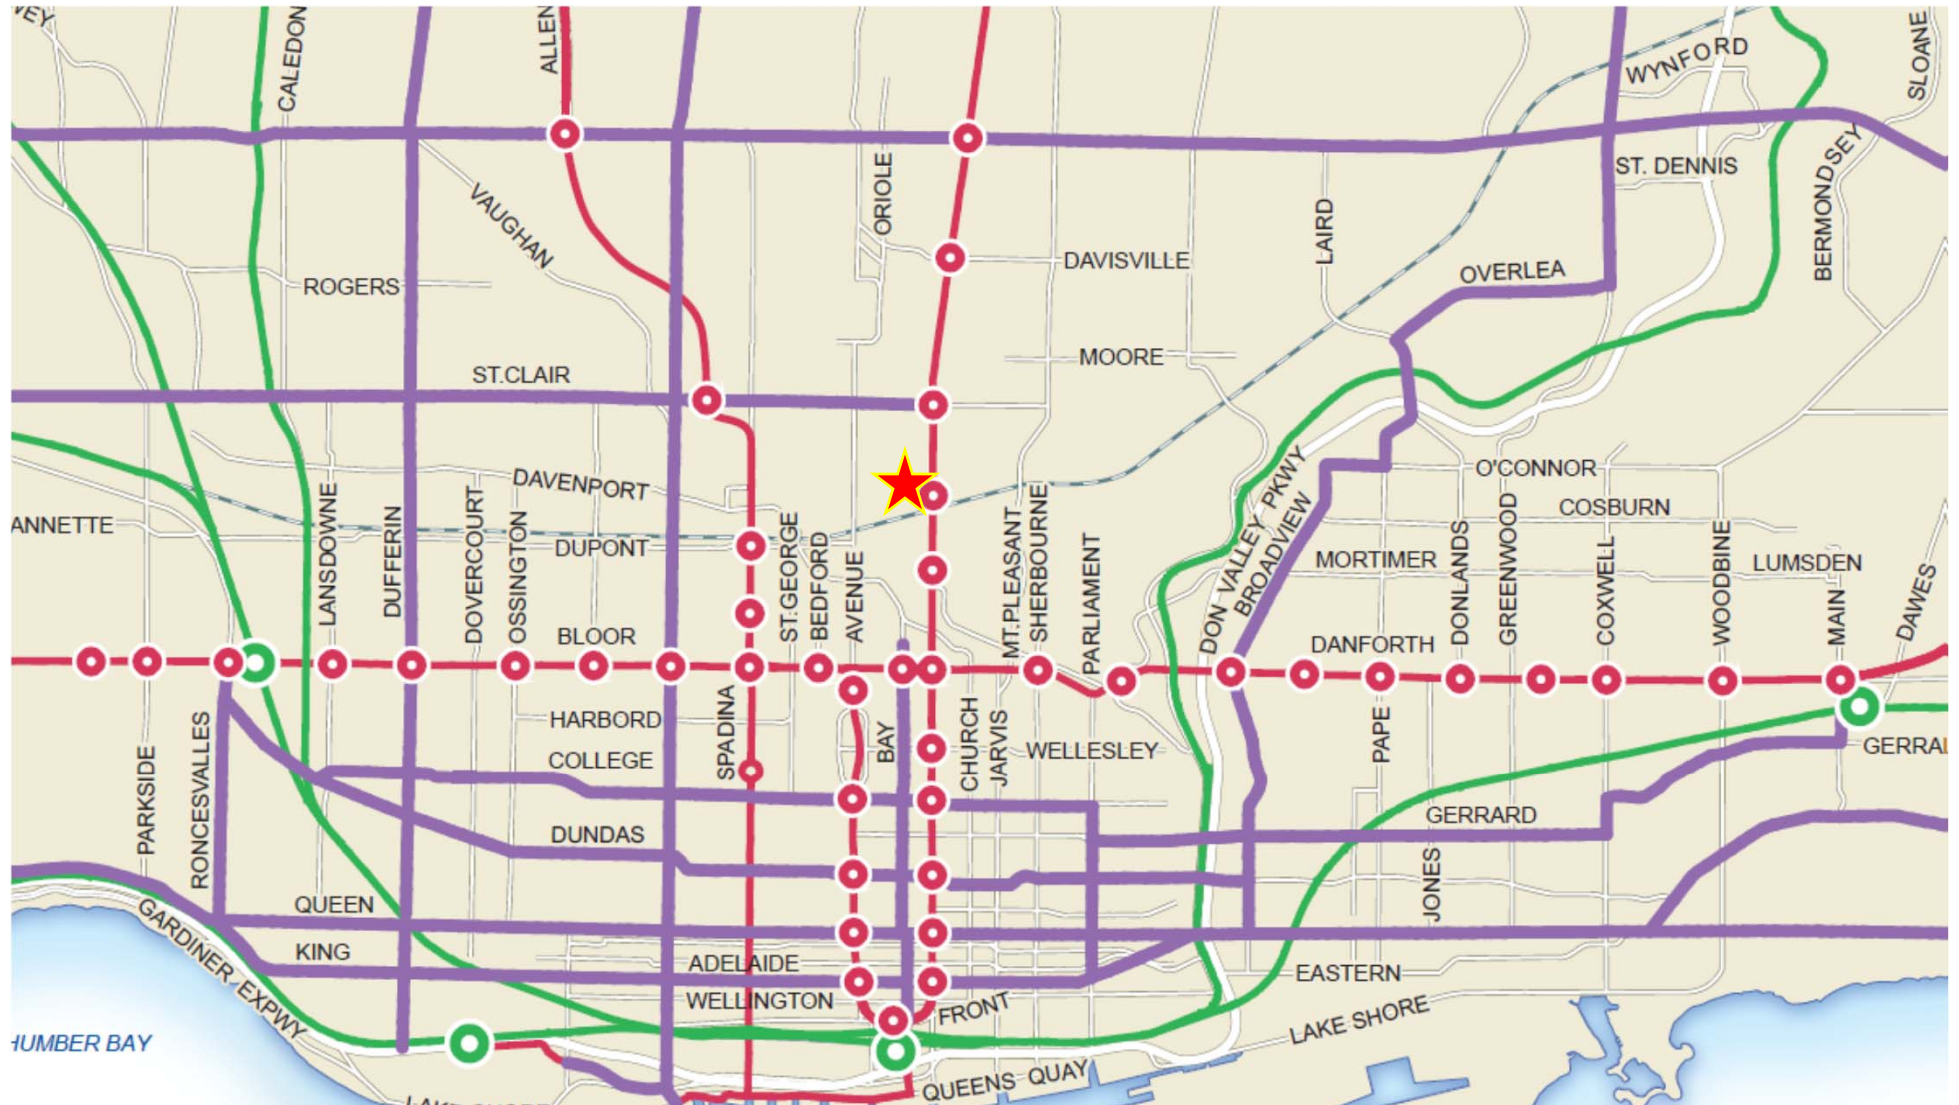 CALEDON
ALLEN
WYNFORD
SLOANE
VAUGHAN
ORIOLE
ST. DENNIS
BERMONDSEY
LAIRD
DAVISVILLE
OVERLEA
ROGERS
MOORE
ST.CLAIR
DAVENPORT
O'CONNOR
COSBURN
ANNETTE
LANSDOWNE
DUFFERIN
DOVERCOURT
OSSINGTON
DUPONT
ST.GEORGE
BEDFORD
AVENUE
MT.PLEASANT
SHERBOURNE
PARLIAMENT
DON VALLEY PKWY
BROADVIEW
MORTIMER
DONLANDS
GREENWOOD
COXWELL
WOODBINE
LUMSDEN
MAIN
DAWES
BLOOR
DANFORTH
HARBORD
SPADINA
BAY
CHURCH
JARVIS
WELLESLEY
PAPE
GERRA
PARKSIDE
RONCESVALLES
COLLEGE
DUNDAS
GERRARD
JONES
QUEEN
KING
GARDINER EXPWY
ADELAIDE
WELLINGTON
FRONT
EASTERN
LAKE SHORE
HUMBER BAY
QUEENS QUAY